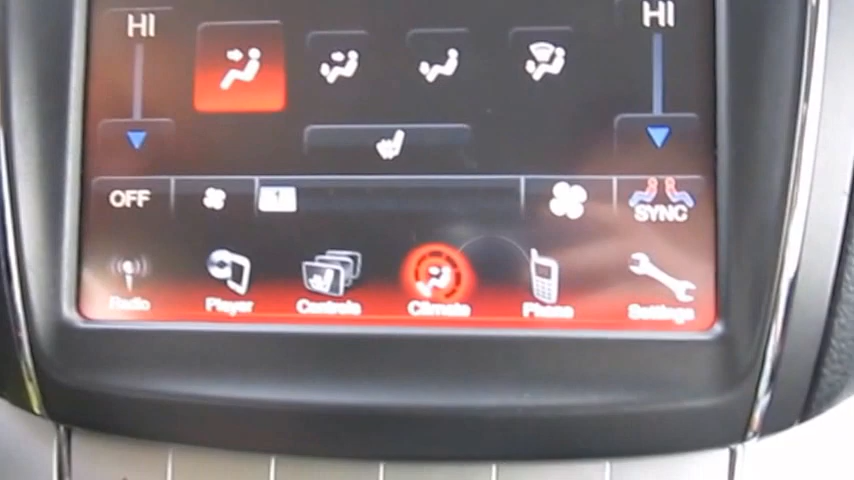 HI HI
OFF 1 SYNC
Radio Player Controls Climate Phone Settings